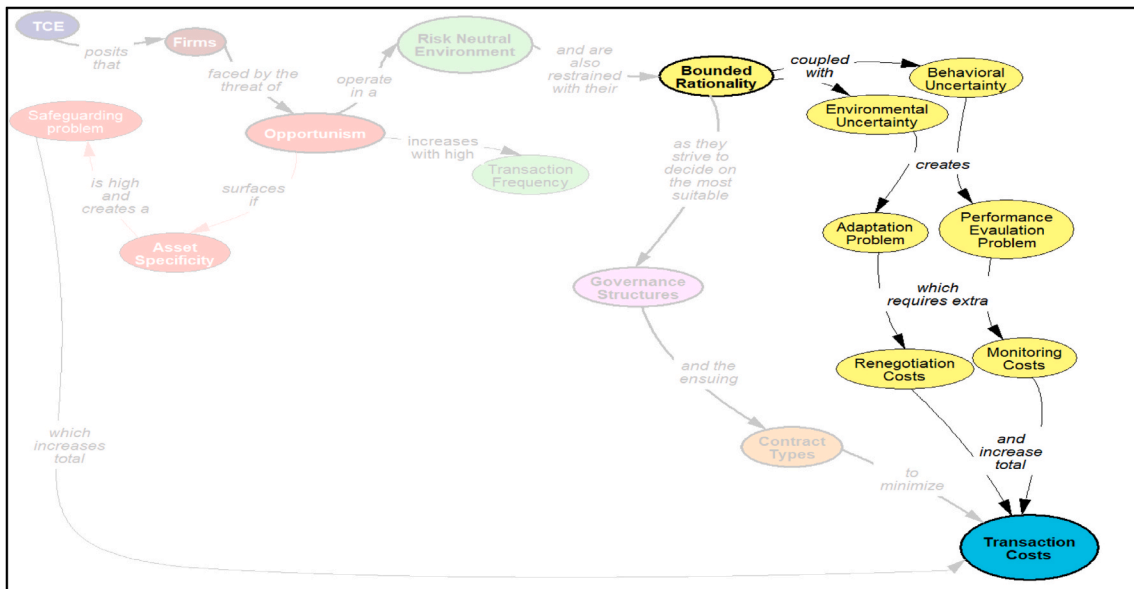 TCE
posits
that
Firms
faced by the
threat of
operate
in a
Risk Neutral
Environment
and are
also
restrained
with their
Bounded
Rationality
coupled
with
Behavioral
Uncertainty
Environmental
Uncertainty
Safeguarding
problem
Opportunism
increases
with high
Transaction
Frequency
is high
and
creates a
surfaces
if
Asset
Specificity
as they
strive to
decide on
the most
suitable
creates
Adaptation
Problem
Performance
Evaulation
Problem
Governance
Structures
which
requires extra
Renegotiation
Costs
Monitoring
Costs
and the
ensuing
which
increases
total
Contract
Types
and
increase
total
to
minimize
Transaction
Costs